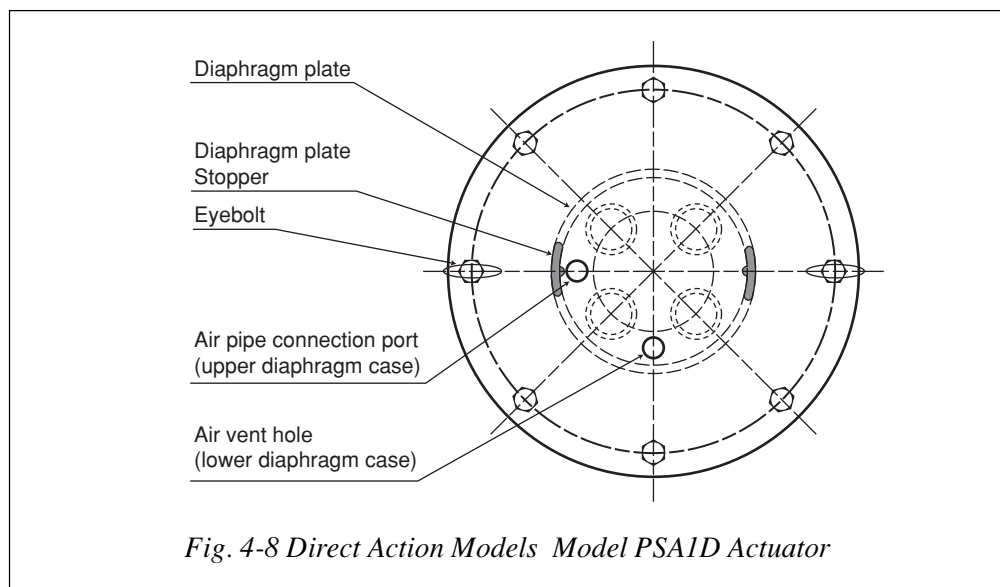 Diaphragm plate
Diaphragm plate
Stopper
Eyebolt
Air pipe connection port
(upper diaphragm case)
Air vent hole
(lower diaphragm case)
Fig. 4-8 Direct Action Models  Model PSA1D Actuator